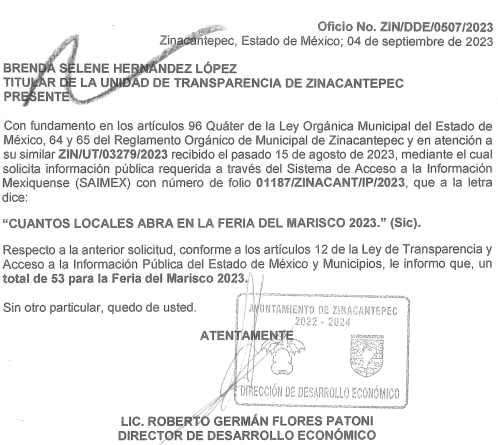 Oficio No. ZIN/DDE/0507/2023
Zinacantepec, Estado de México; 04 de septiembre de 2023
BRENDA SELENE HERNÁNDEZ LÓPEZ
TITULAR DE LA UNIDAD DE TRANSPARENCIA DE ZINACANTEPEC
PRESENTE
Con fundamento en los artículos 96 Quáter de la Ley Orgánica Municipal del Estado de
México, 64 y 65 del Reglamento Orgánico de Municipal de Zinacantepec y en atención a
su similar ZIN/UT/03279/2023 recibido el pasado 15 de agosto de 2023, mediante el cual
solicita información pública requerida a través del Sistema de Acceso a la Información
Mexiquense (SAIMEX) con número de folio 01187/ZINACANT/IP/2023, que a la letra
dice:
“CUANTOS LOCALES ABRA EN LA FERIA DEL MARISCO 2023.” (Sic).
Respecto a la anterior solicitud, conforme a los artículos 12 de la Ley de Transparencia y
Acceso a la Información Pública del Estado de México y Municipios, le informo que, un
total de 53 para la Feria del Marisco 2023.
Sin otro particular, quedo de usted.
AYUNTAMIENTO DE ZINACANTEPEC
2022 - 2024
ATENTAMENTE
DIRECCIÓN DE DESARROLLO ECONÓMICO
LIC. ROBERTO GERMÁN FLORES PATONI
DIRECTOR DE DESARROLLO ECONÓMICO